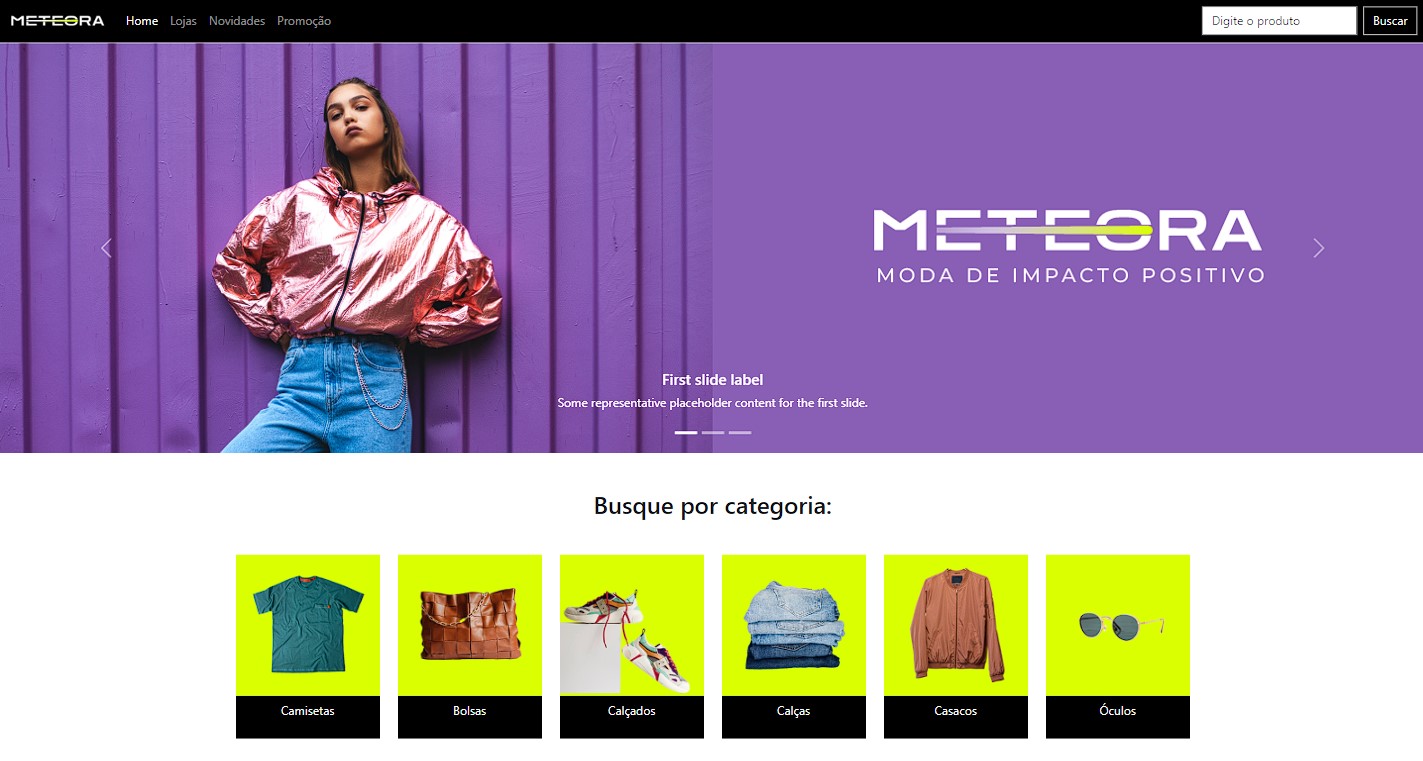 METEORA Home Lojas Novidades Promoção Digite o produto Buscar
METEORA
MODA DE IMPACTO POSITIVO
First slide label
Some representative placeholder content for the first slide.
Busque por categoria:
Camisetas Bolsas Calçados Calças Casacos Óculos